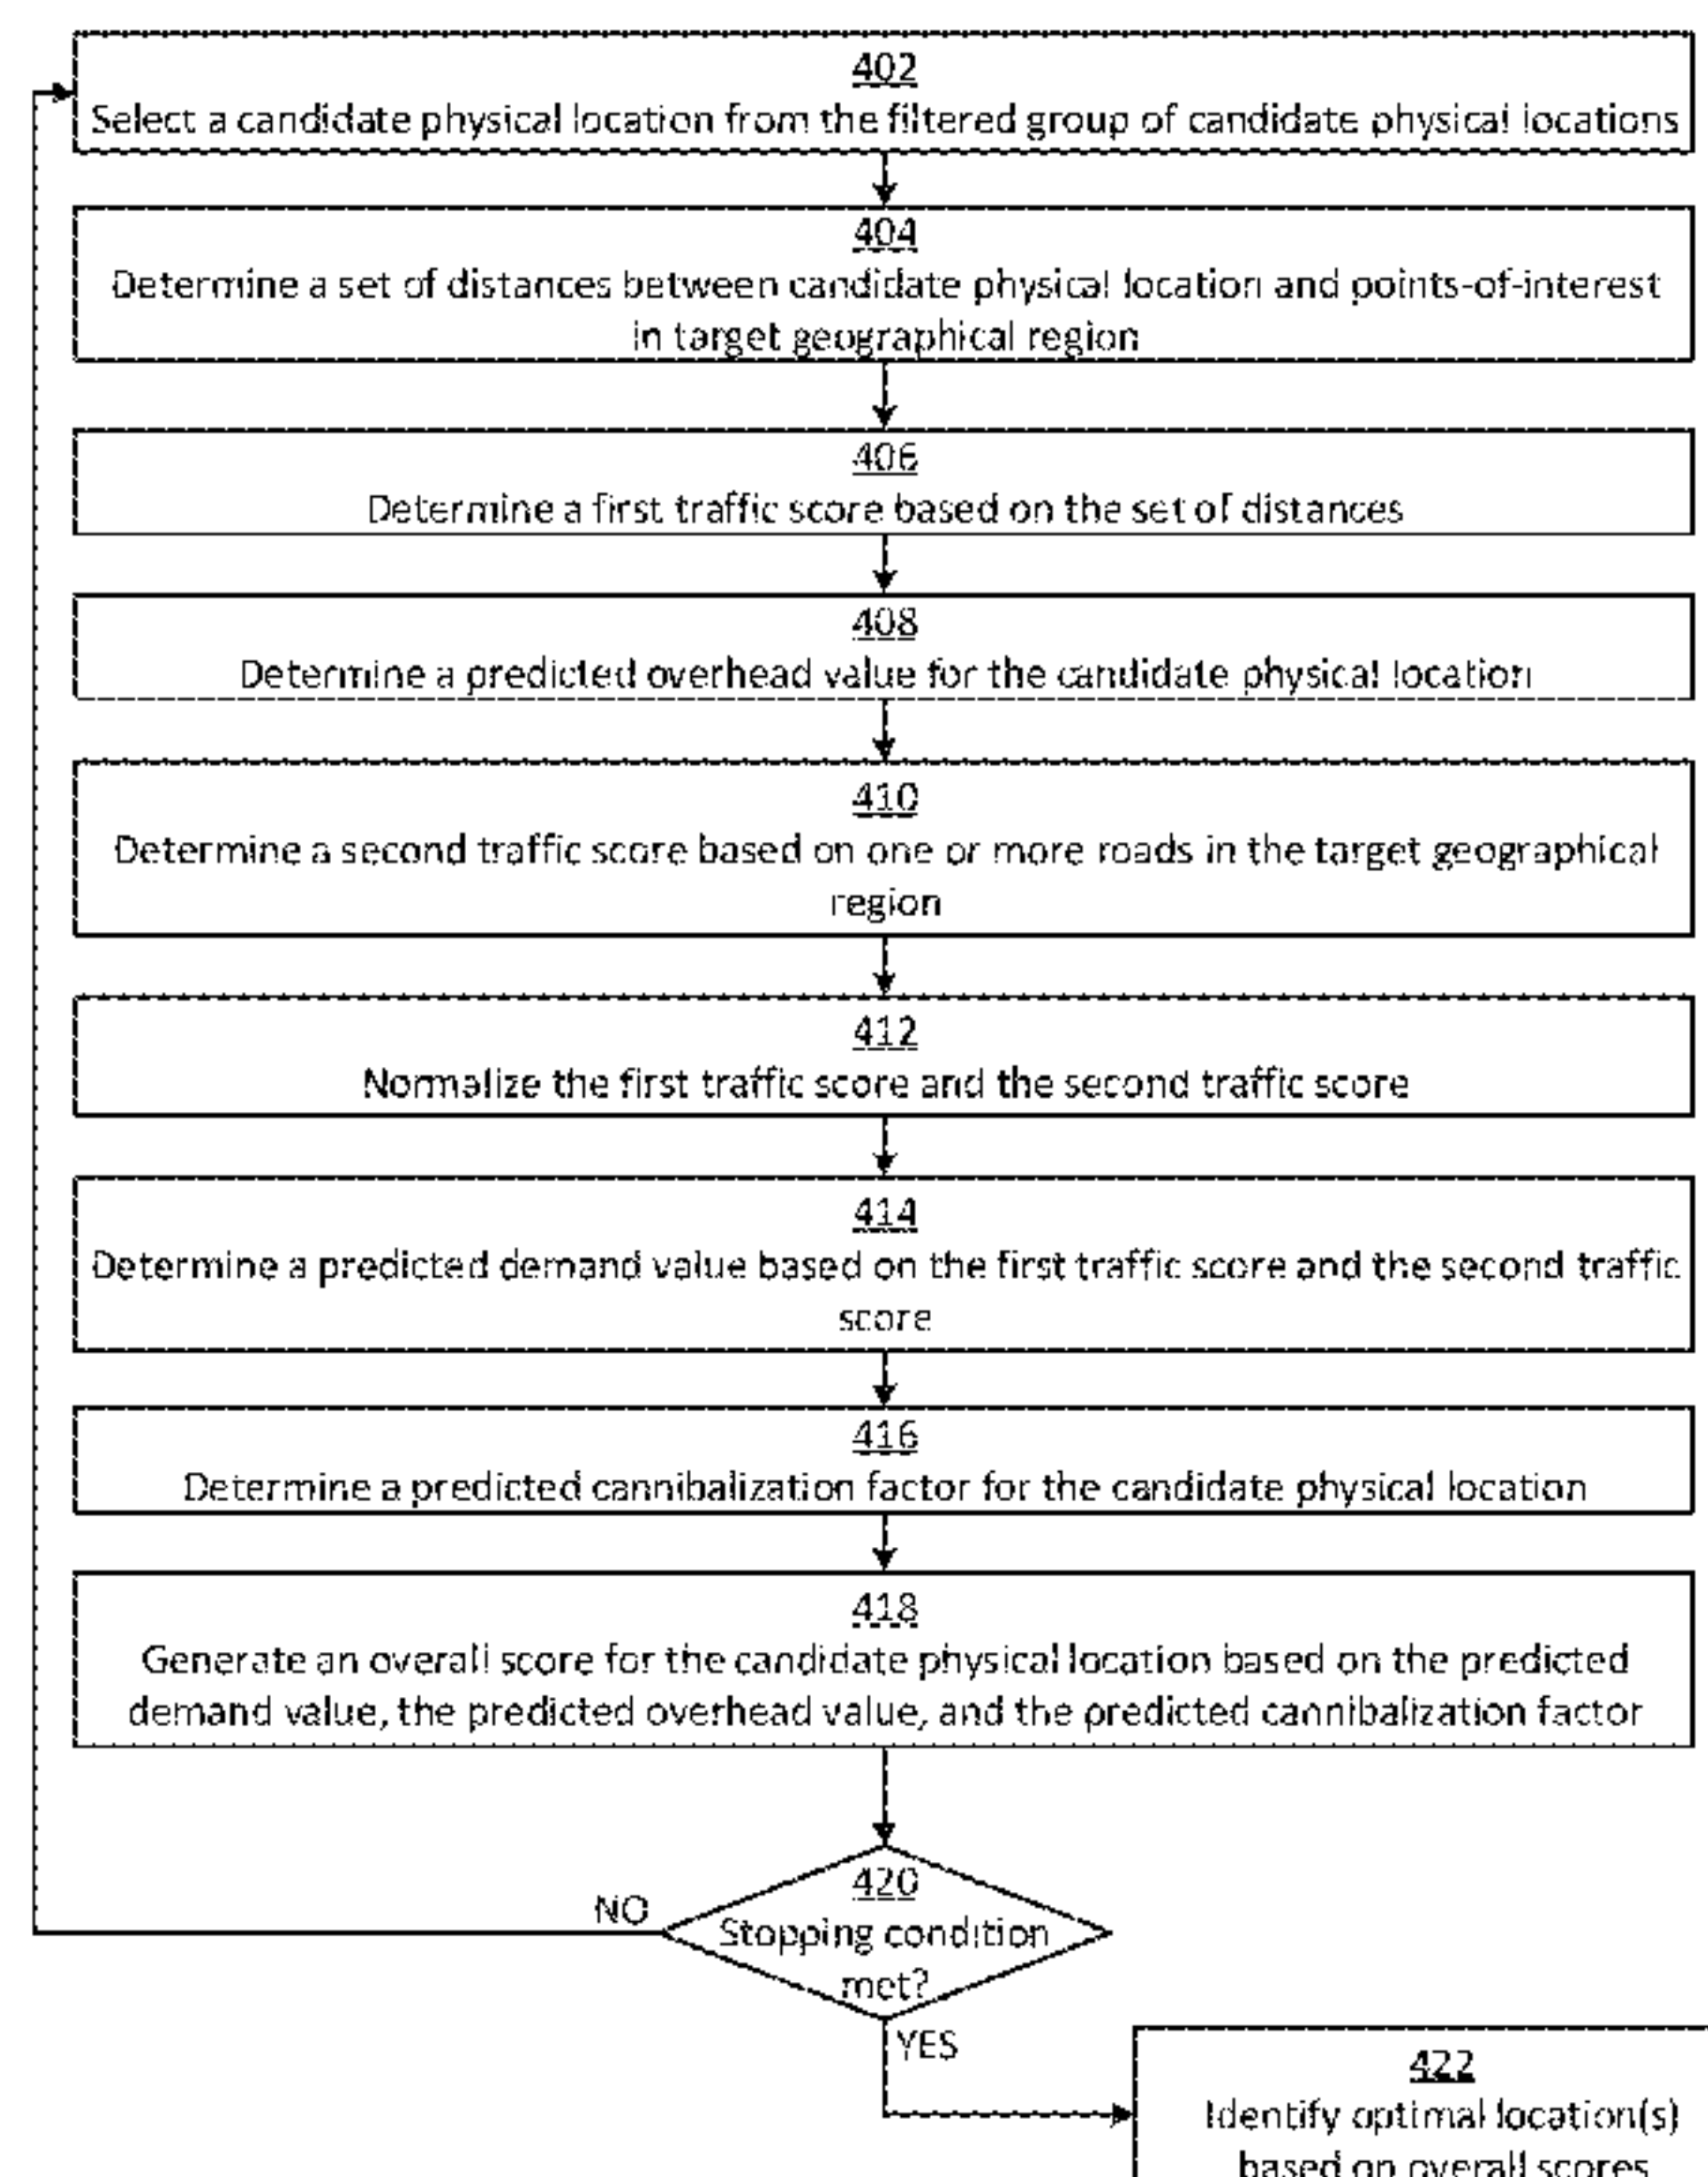 402
Select a candidate physical location from the filtered group of candidate physical locations
404
Determine a set of distances between candidate physical location and points-of-interest
in target geographical region
406
Determine a first traffic score based on the set of distances
408
Determine a predicted overhead value for the candidate physical location
410
Determine a second traffic score based on one or more roads in the target geographical
region
412
Normalize the first traffic score and the second traffic score
414
Determine a predicted demand value based on the first traffic score and the second traffic
score
416
Determine a predicted cannibalization factor for the candidate physical location
418
Generate an overall score for the candidate physical location based on the predicted
demand value, the predicted overhead value, and the predicted cannibalization factor
420
NO
Stopping condition
met?
YES
422
Identify optimal location(s)
based on overall scores